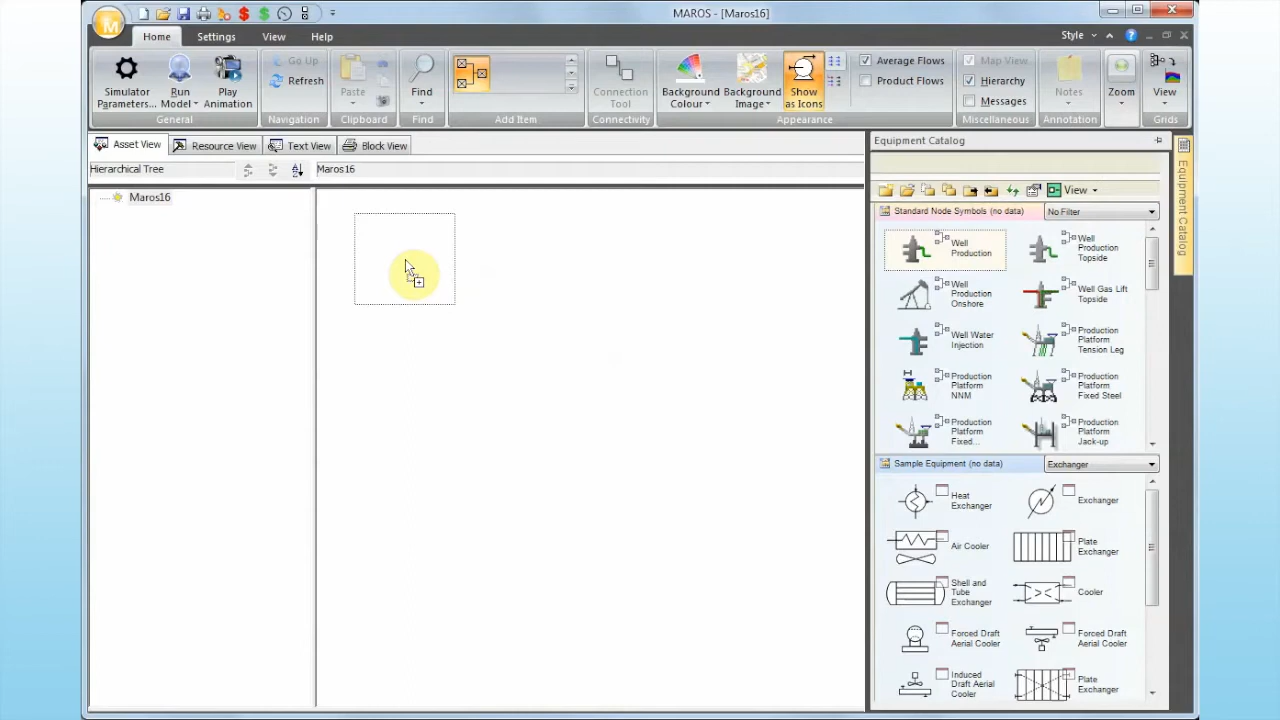 MAROS - [Maros16]
Home Settings View Help Style
Simulator Parameters...
Run Model
Play Animation
General
Go Up
Refresh
Navigation
Paste
Clipboard
Find
Find
Add Item
Connection Tool
Connectivity
Background Colour
Background Image
Show as Icons
Average Flows
Product Flows
Appearance
Map View
Hierarchy
Messages
Miscellaneous
Notes
Annotation
Zoom
View
Grids
Asset View Resource View Text View Block View
Hierarchical Tree
Maros16
Maros16
Equipment Catalog
View
Equipment Catalog
Standard Node Symbols (no data) No Filter
Well Production
Well Production Topside
Well Production Onshore
Well Gas Lift Topside
Well Water Injection
Production Platform Tension Leg
Production Platform NNM
Production Platform Fixed Steel
Production Platform Fixed...
Production Platform Jack-up
Sample Equipment (no data) Exchanger
Heat Exchanger
Exchanger
Air Cooler
Plate Exchanger
Shell and Tube Exchanger
Cooler
Forced Draft Aerial Cooler
Forced Draft Aerial Cooler
Induced Draft Aerial Cooler
Plate Exchanger